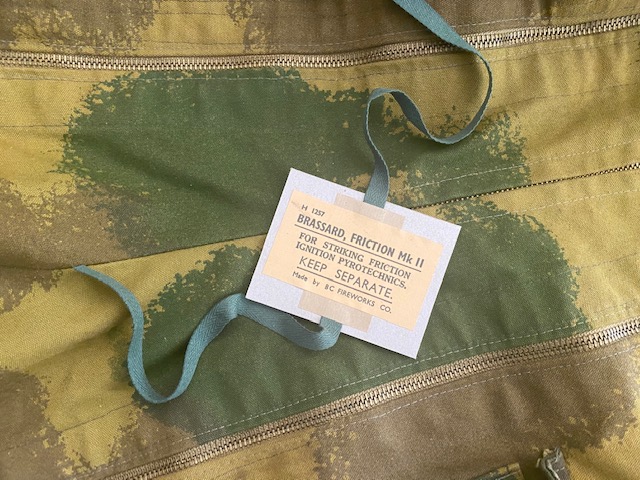 H 1257
BRASSARD, FRICTION Mk II
FOR STRIKING FRICTION
IGNITION PYROTECHNICS.
KEEP SEPARATE.
Made by BC FIREWORKS CO.